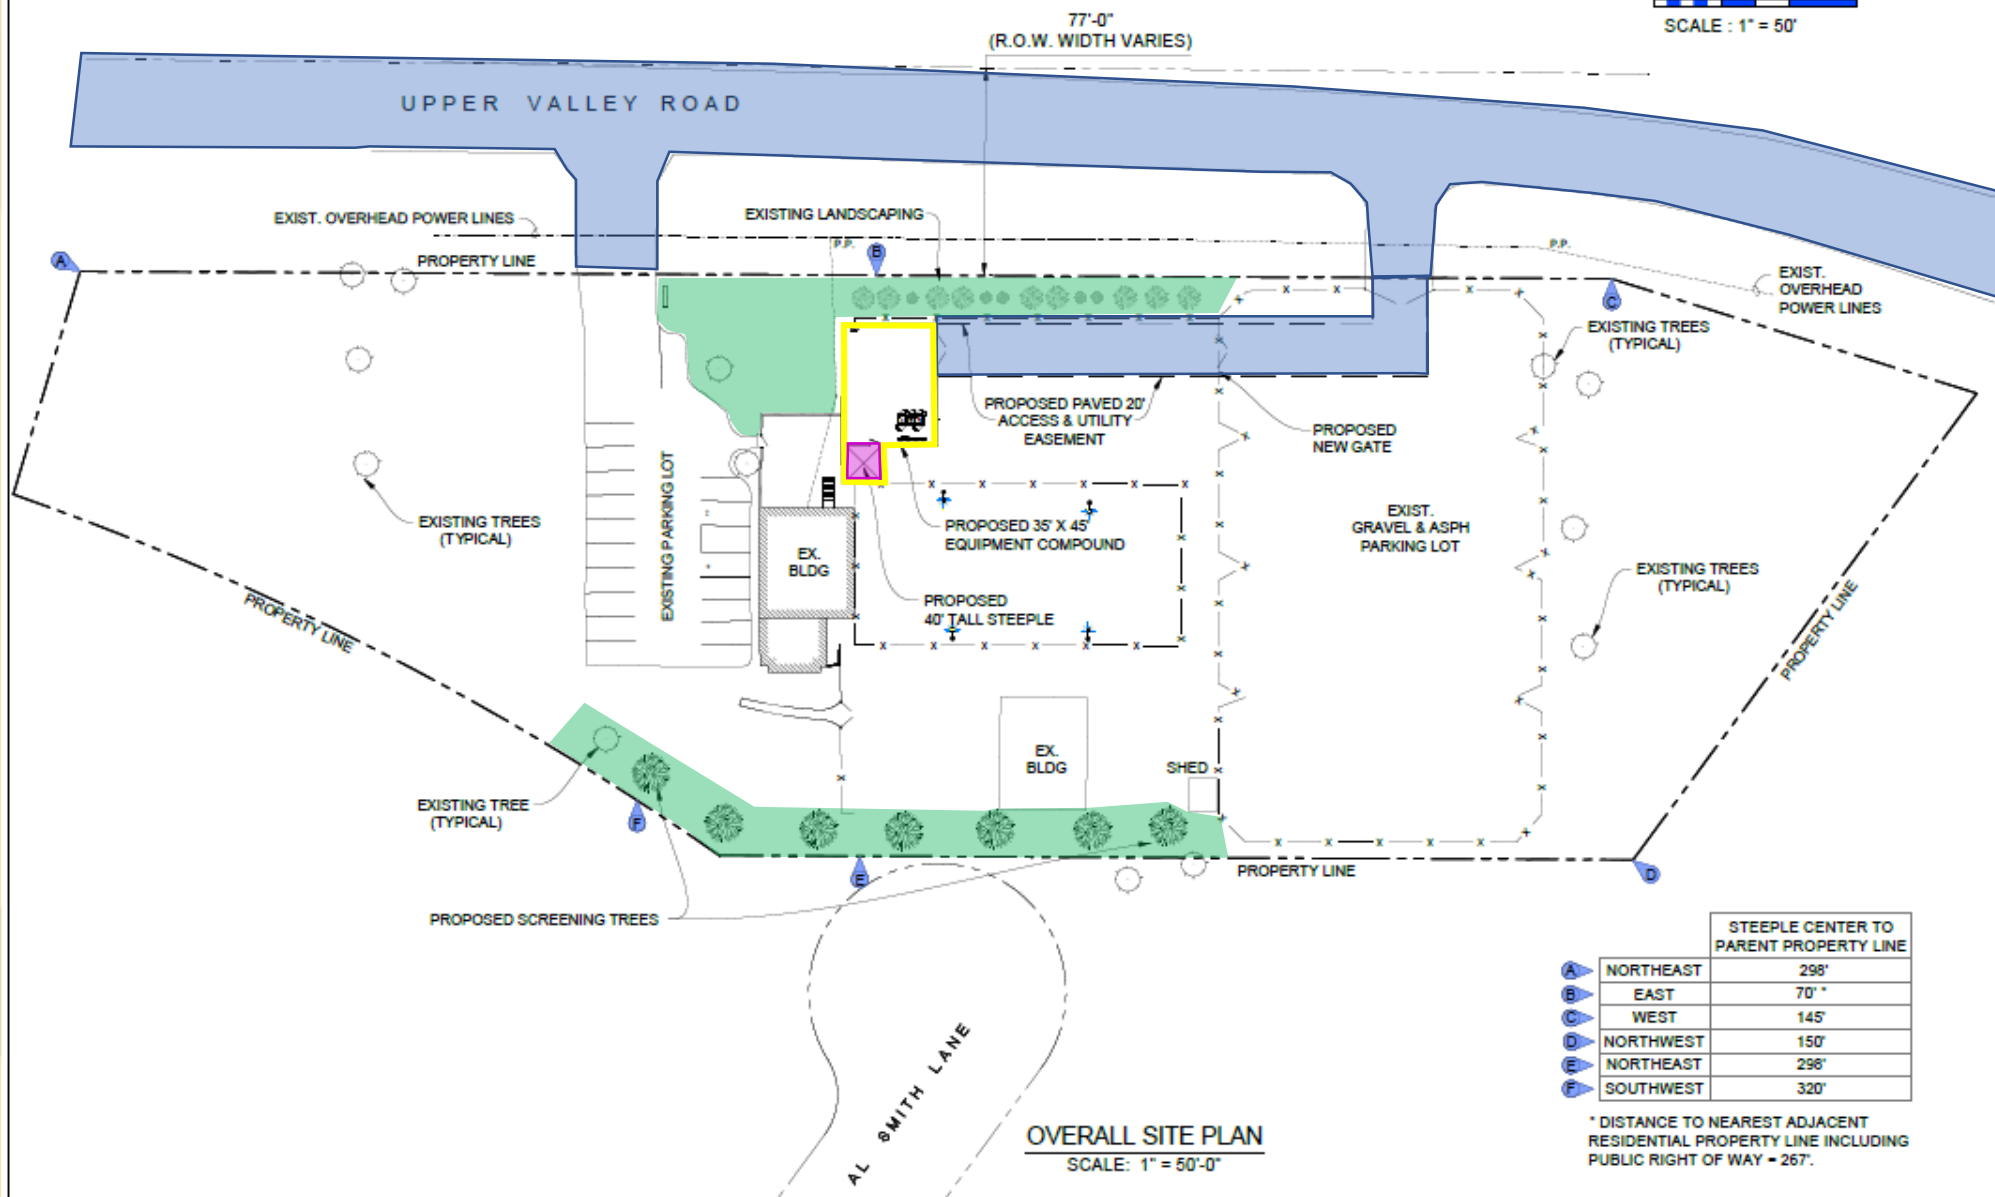 77'-0"
(R.O.W. WIDTH VARIES)
SCALE : 1" = 50'
UPPER VALLEY ROAD
EXIST. OVERHEAD POWER LINES
EXISTING LANDSCAPING
P.P.
P.P.
A
B
PROPERTY LINE
C
EXIST.
OVERHEAD
POWER LINES
EXISTING TREES
(TYPICAL)
PROPOSED PAVED 20'
ACCESS & UTILITY
EASEMENT
PROPOSED
NEW GATE
EXISTING PARKING LOT
EXISTING TREES
(TYPICAL)
PROPOSED 35' X 45'
EQUIPMENT COMPOUND
EXIST.
GRAVEL & ASPH
PARKING LOT
EX.
BLDG
EXISTING TREES
(TYPICAL)
PROPOSED
40' TALL STEEPLE
PROPERTY LINE
PROPERTY LINE
EX.
BLDG
SHED
EXISTING TREE
(TYPICAL)
F
E
PROPERTY LINE
D
PROPOSED SCREENING TREES
AL SMITH LANE
STEEPLE CENTER TO
PARENT PROPERTY LINE
A NORTHEAST 298'
B EAST 70' *
C WEST 145'
D NORTHWEST 150'
E NORTHEAST 298'
F SOUTHWEST 320'
* DISTANCE TO NEAREST ADJACENT
RESIDENTIAL PROPERTY LINE INCLUDING
PUBLIC RIGHT OF WAY = 267'.
OVERALL SITE PLAN
SCALE: 1" = 50'-0"